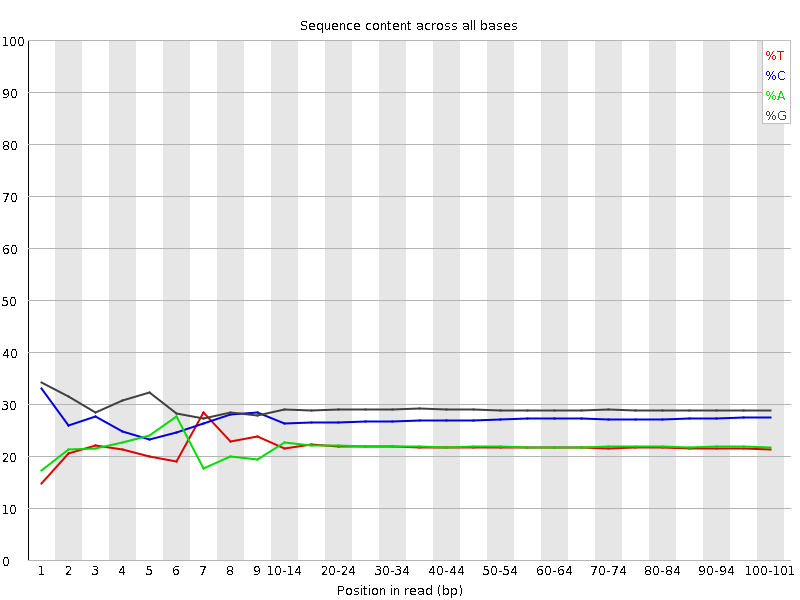 Sequence content across all bases
100
90
80
70
60
50
40
30
20
10
0
%T
%C
%A
%G
1 2 3 4 5 6 7 8 9 10-14 20-24 30-34 40-44 50-54 60-64 70-74 80-84 90-94 100-101
Position in read (bp)